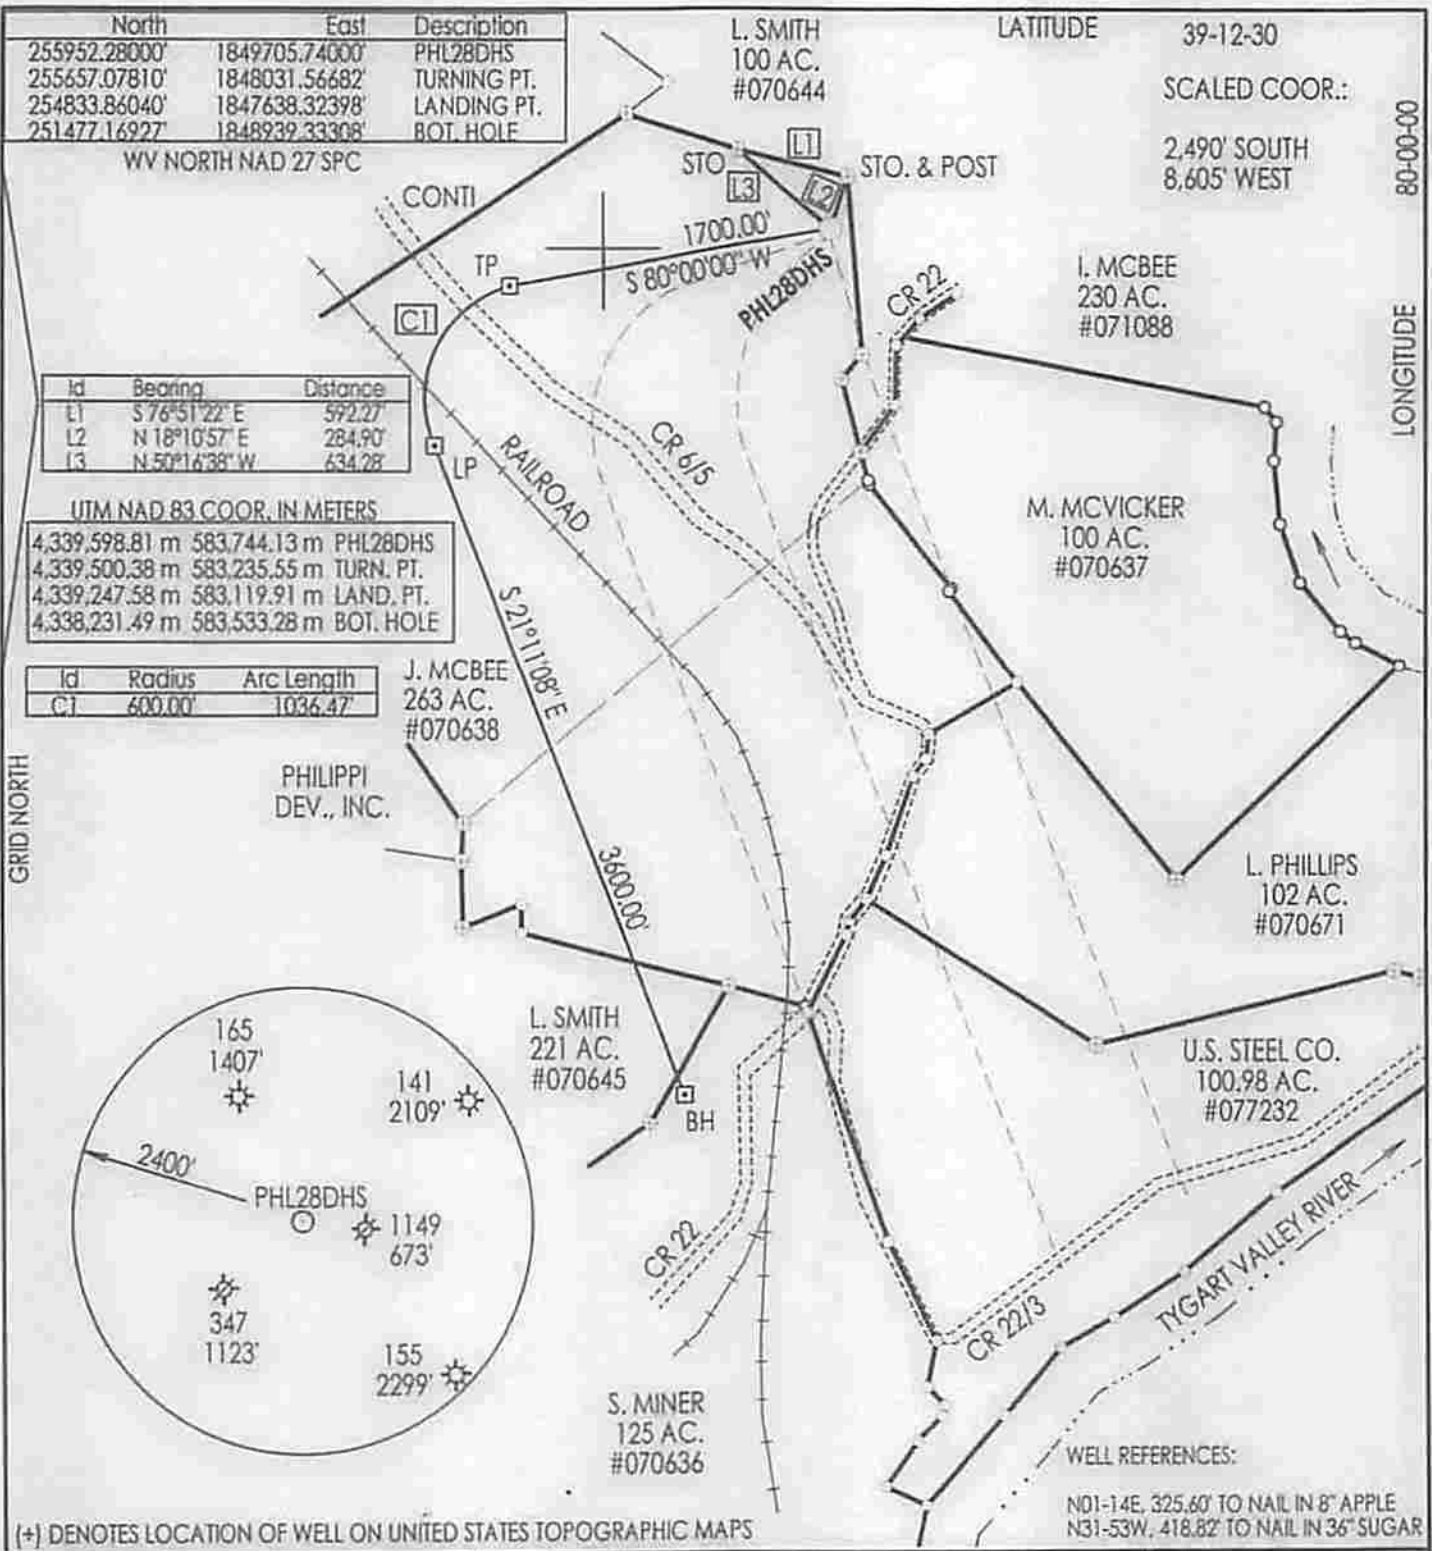 North East Description
255952.28000' 1849705.74000' PHL28DHS
255657.07810' 1848031.56682' TURNING PT.
254833.86040' 1847638.32398' LANDING PT.
251477.16927' 1848939.33308' BOT. HOLE
WV NORTH NAD 27 SPC
L. SMITH
100 AC.
#070644
LATITUDE 39-12-30
SCALED COOR.:
2,490' SOUTH
8,605' WEST
80-00-00
LONGITUDE
CONTI
STO
L1
L3
L2
STO. & POST
1700.00'
S 80°00'00" W
TP
C1
LP
PHL28DHS
CR 22
I. MCBEE
230 AC.
#071088
Id Bearing Distance
L1 S 76°51'22" E 592.27'
L2 N 18°10'57" E 284.90'
L3 N 50°16'38" W 634.28'
UTM NAD 83 COOR. IN METERS
4,339,598.81 m 583,744.13 m PHL28DHS
4,339,500.38 m 583,235.55 m TURN. PT.
4,339,247.58 m 583,119.91 m LAND. PT.
4,338,231.49 m 583,533.28 m BOT. HOLE
Id Radius Arc Length
C1 600.00' 1036.47'
RAILROAD
CR 6/5
S 21°11'08" E
3600.00'
M. MCVICKER
100 AC.
#070637
J. MCBEE
263 AC.
#070638
PHILIPPI
DEV., INC.
GRID NORTH
L. PHILLIPS
102 AC.
#070671
L. SMITH
221 AC.
#070645
BH
U.S. STEEL CO.
100.98 AC.
#077232
165
1407'
141
2109'
2400'
PHL28DHS
1149
673'
347
1123'
155
2299'
CR 22
CR 22/3
TYGART VALLEY RIVER
S. MINER
125 AC.
#070636
WELL REFERENCES:
N01-14E, 325.60' TO NAIL IN 8" APPLE
N31-53W, 418.82' TO NAIL IN 36" SUGAR
(+) DENOTES LOCATION OF WELL ON UNITED STATES TOPOGRAPHIC MAPS